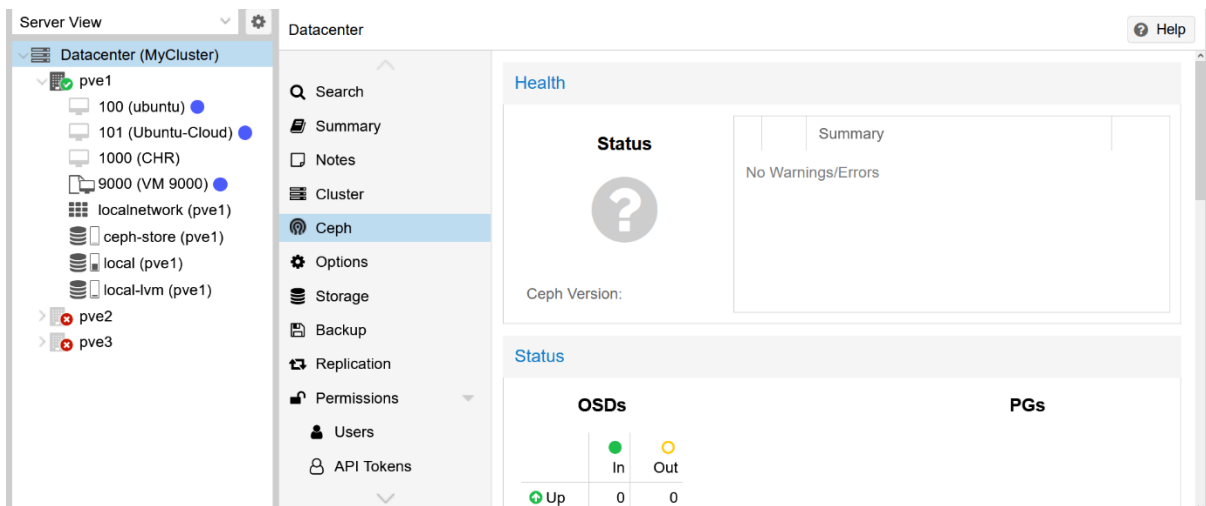 Server View
Datacenter (MyCluster)
pve1
100 (ubuntu)
101 (Ubuntu-Cloud)
1000 (CHR)
9000 (VM 9000)
localnetwork (pve1)
ceph-store (pve1)
local (pve1)
local-lvm (pve1)
pve2
pve3
Datacenter
Help
Search
Summary
Notes
Cluster
Ceph
Options
Storage
Backup
Replication
Permissions
Users
API Tokens
Health
Status
Summary
No Warnings/Errors
Ceph Version:
Status
OSDs
PGs
In Out
Up 0 0